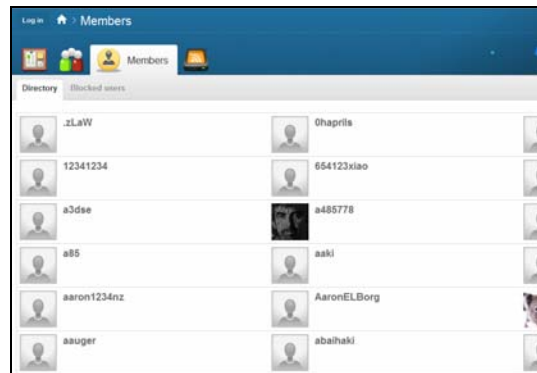 Log in > Members
Members
Directory Blocked users
.zLaW 0haprils
12341234 654123xiao
a3dse a485778
a85 aaki
aaron1234nz AaronELBorg
aauger abaihaki